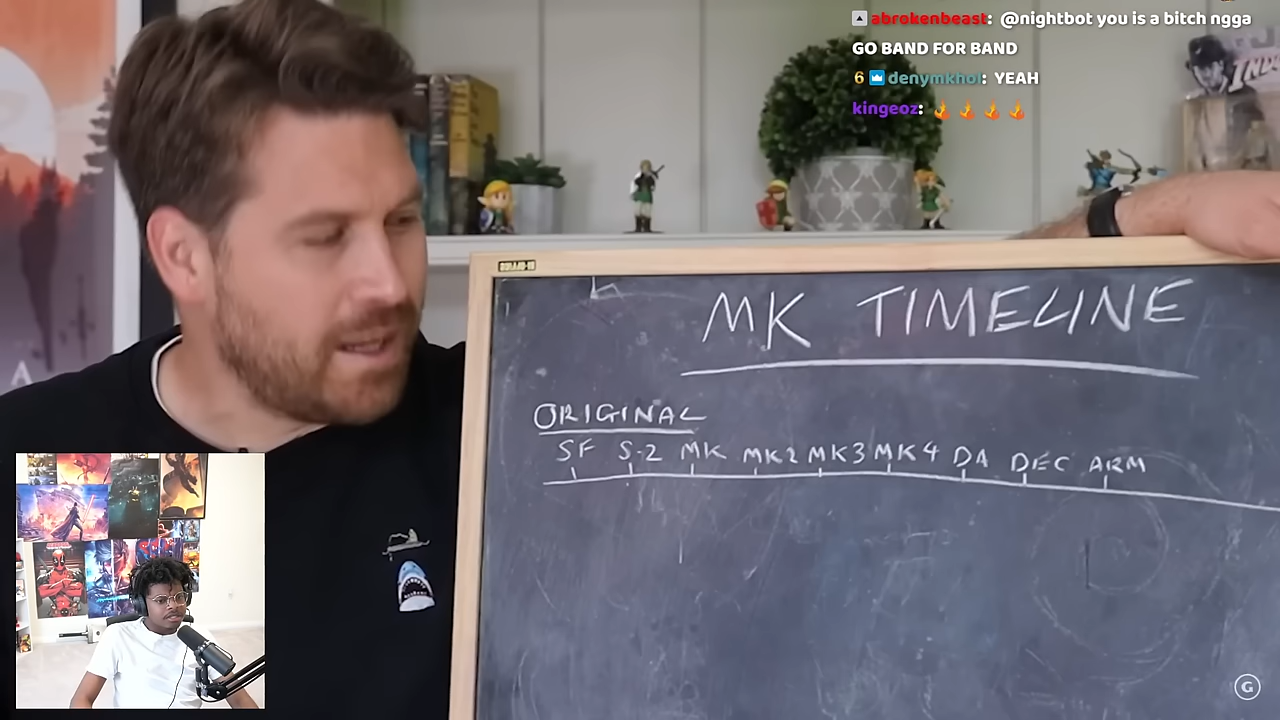 abrokenbeast: @nightbot you is a bitch ngga
GO BAND FOR BAND
6 denymkhoi: YEAH
kingeoz: 🔥 🔥 🔥 🔥
IND
MK TIMELINE
ORIGINAL
SF S-2 MK MK2 MK3 MK4 DA DEC ARM
A
G